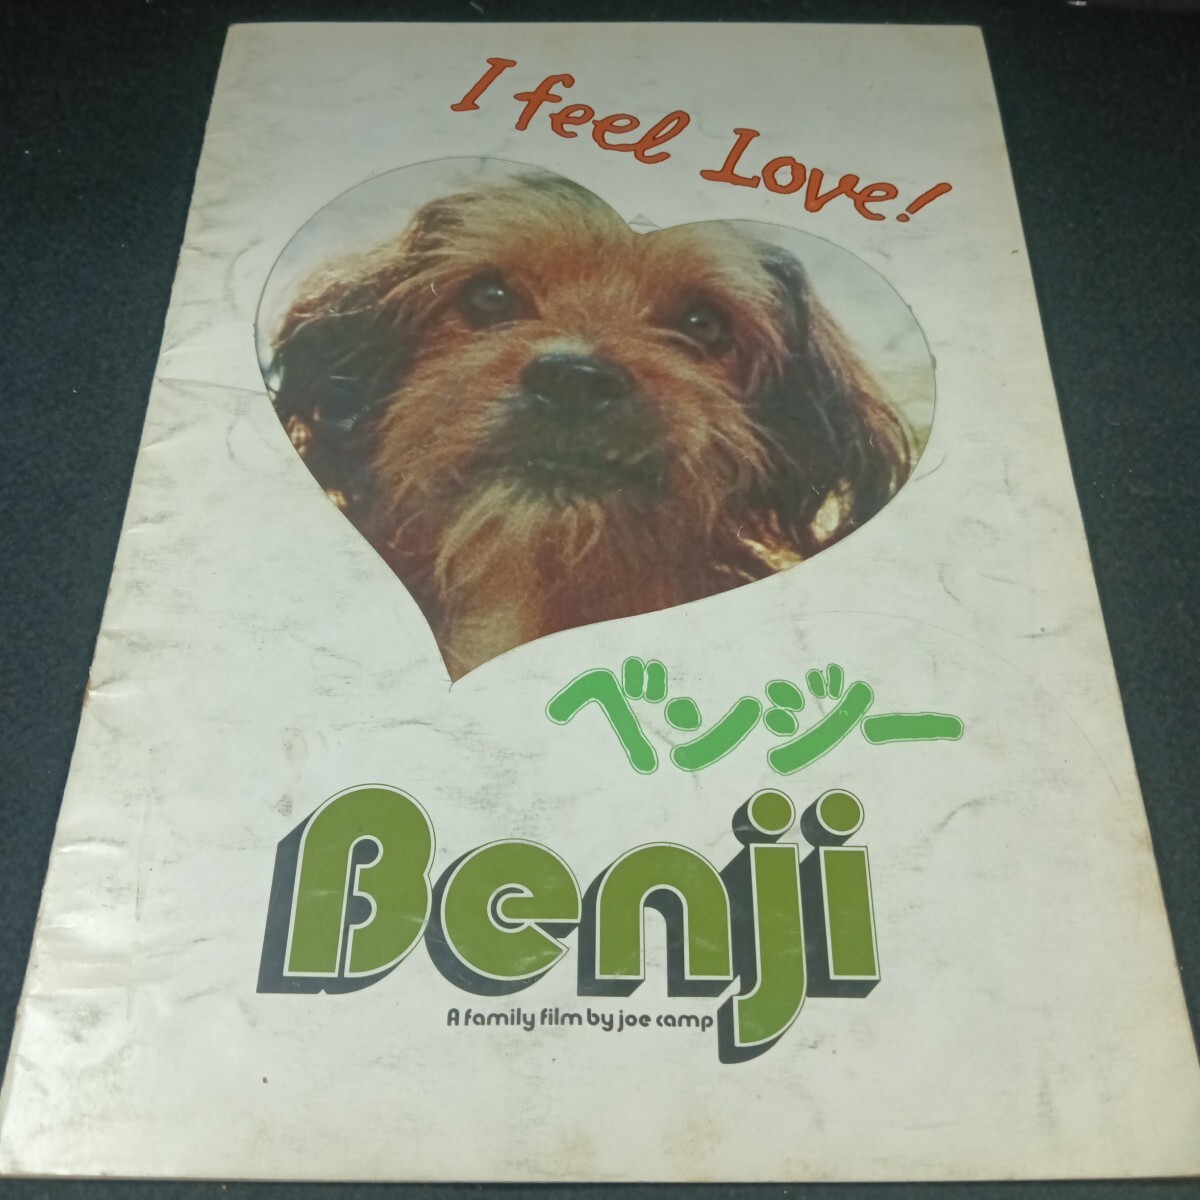 I feel Love!
ベンジー
Benji
A family film by joe camp